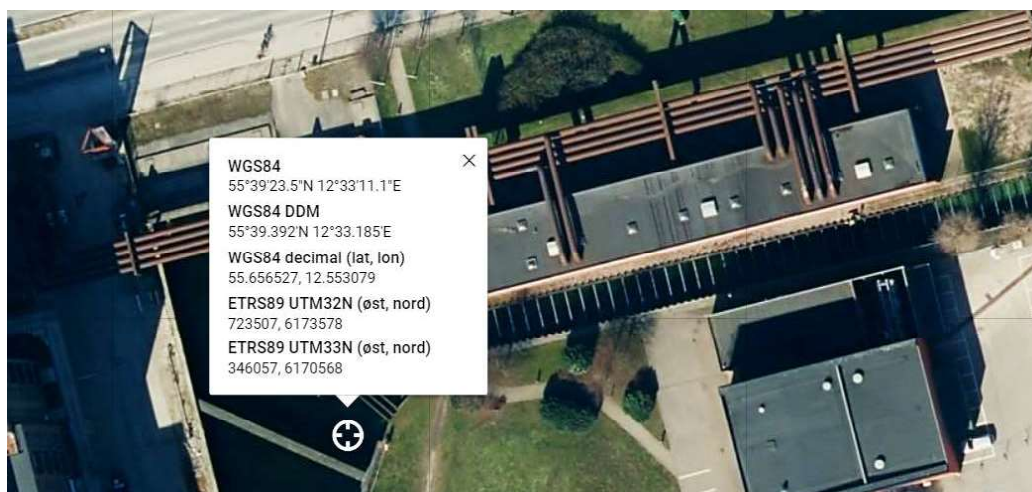 WGS84
55°39'23.5"N 12°33'11.1"E
WGS84 DDM
55°39.392'N 12°33.185'E
WGS84 decimal (lat, lon)
55.656527, 12.553079
ETRS89 UTM32N (øst, nord)
723507, 6173578
ETRS89 UTM33N (øst, nord)
346057, 6170568